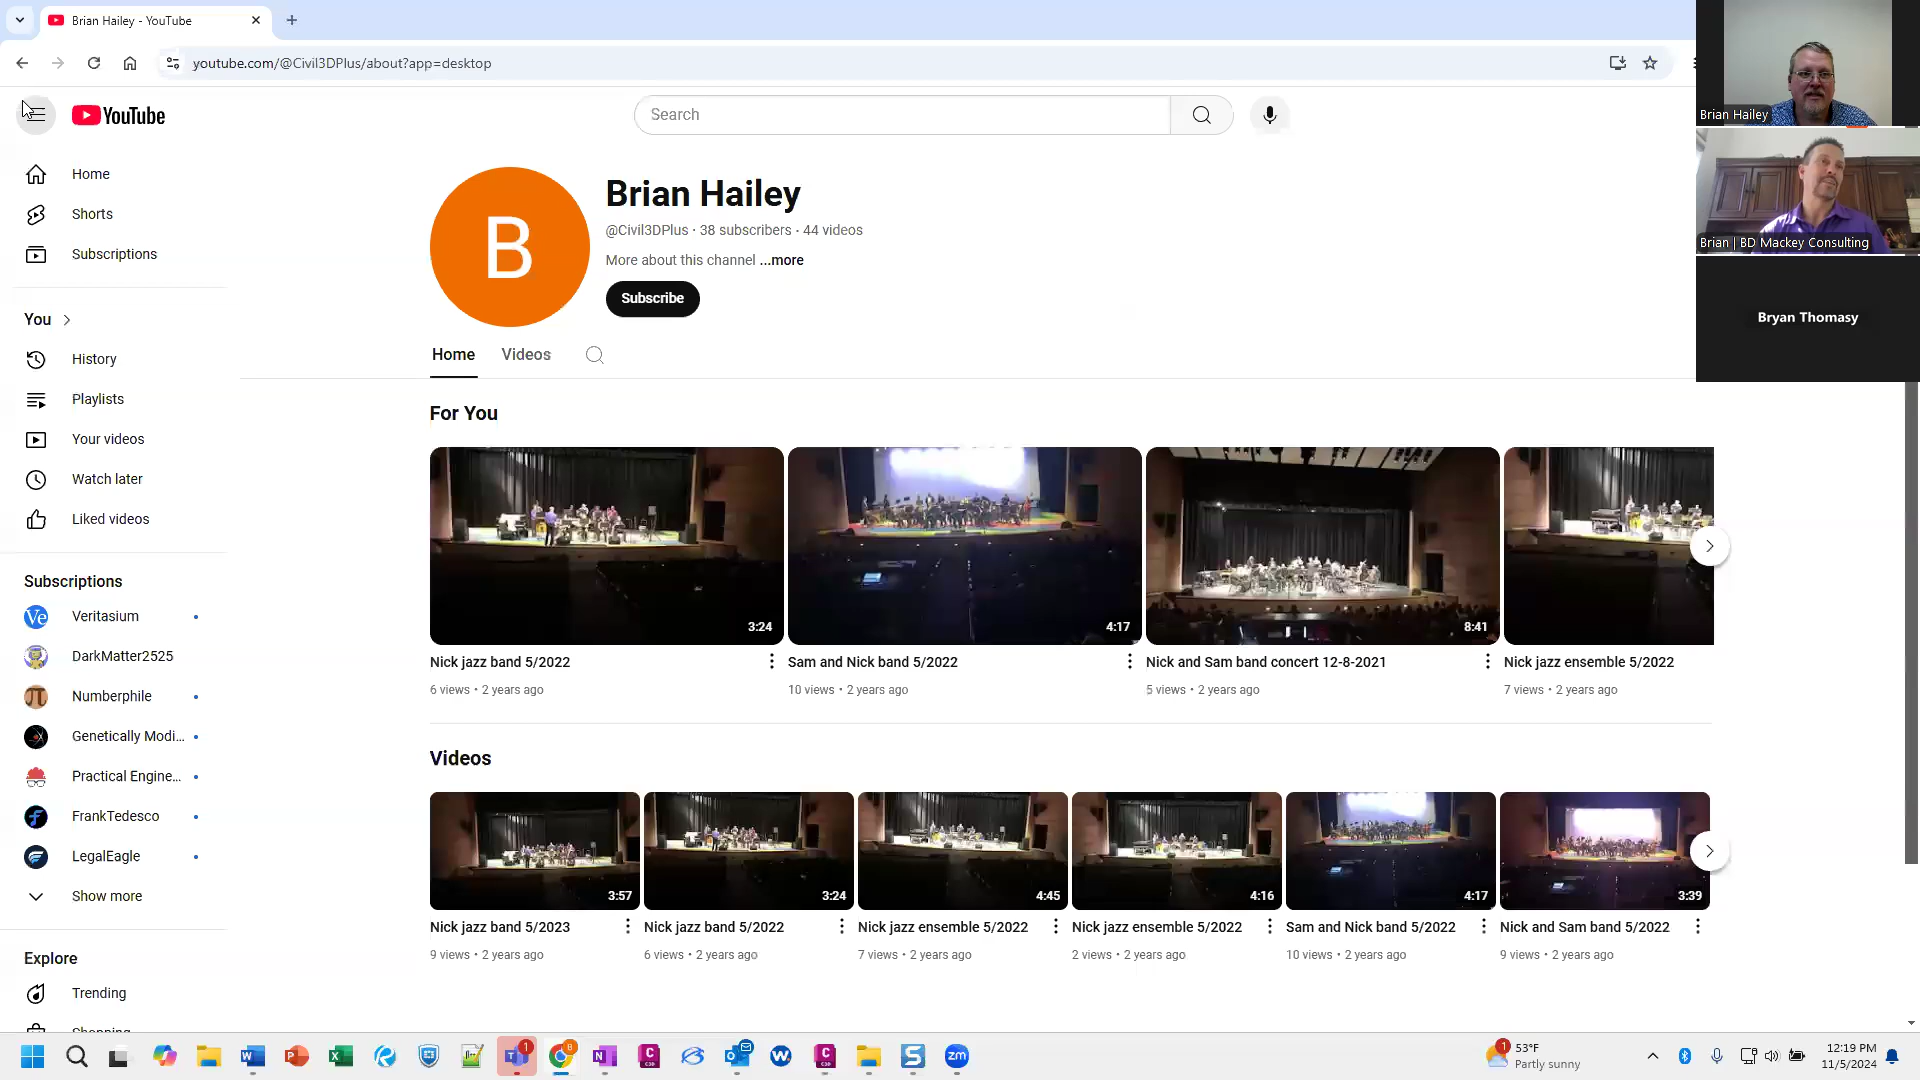 Brian Hailey - YouTube
youtube.com/@Civil3DPlus/about?app=desktop
YouTube
Search
Home
Shorts
Subscriptions
You
History
Playlists
Your videos
Watch later
Liked videos
Subscriptions
Veritasium
DarkMatter2525
Numberphile
Genetically Modi...
Practical Engine...
FrankTedesco
LegalEagle
Show more
Explore
Trending
B
Brian Hailey
@Civil3DPlus • 38 subscribers • 44 videos
More about this channel ...more
Subscribe
Home Videos
For You
3:24
4:17
8:41
Nick jazz band 5/2022
6 views • 2 years ago
Sam and Nick band 5/2022
10 views • 2 years ago
Nick and Sam band concert 12-8-2021
5 views • 2 years ago
Nick jazz ensemble 5/2022
7 views • 2 years ago
Videos
3:57
3:24
4:45
4:16
4:17
3:39
Nick jazz band 5/2023
9 views • 2 years ago
Nick jazz band 5/2022
6 views • 2 years ago
Nick jazz ensemble 5/2022
7 views • 2 years ago
Nick jazz ensemble 5/2022
2 views • 2 years ago
Sam and Nick band 5/2022
10 views • 2 years ago
Nick and Sam band 5/2022
9 views • 2 years ago
Brian Hailey
Brian | BD Mackey Consulting
Bryan Thomasy
53°F
Partly sunny
12:19 PM
11/5/2024